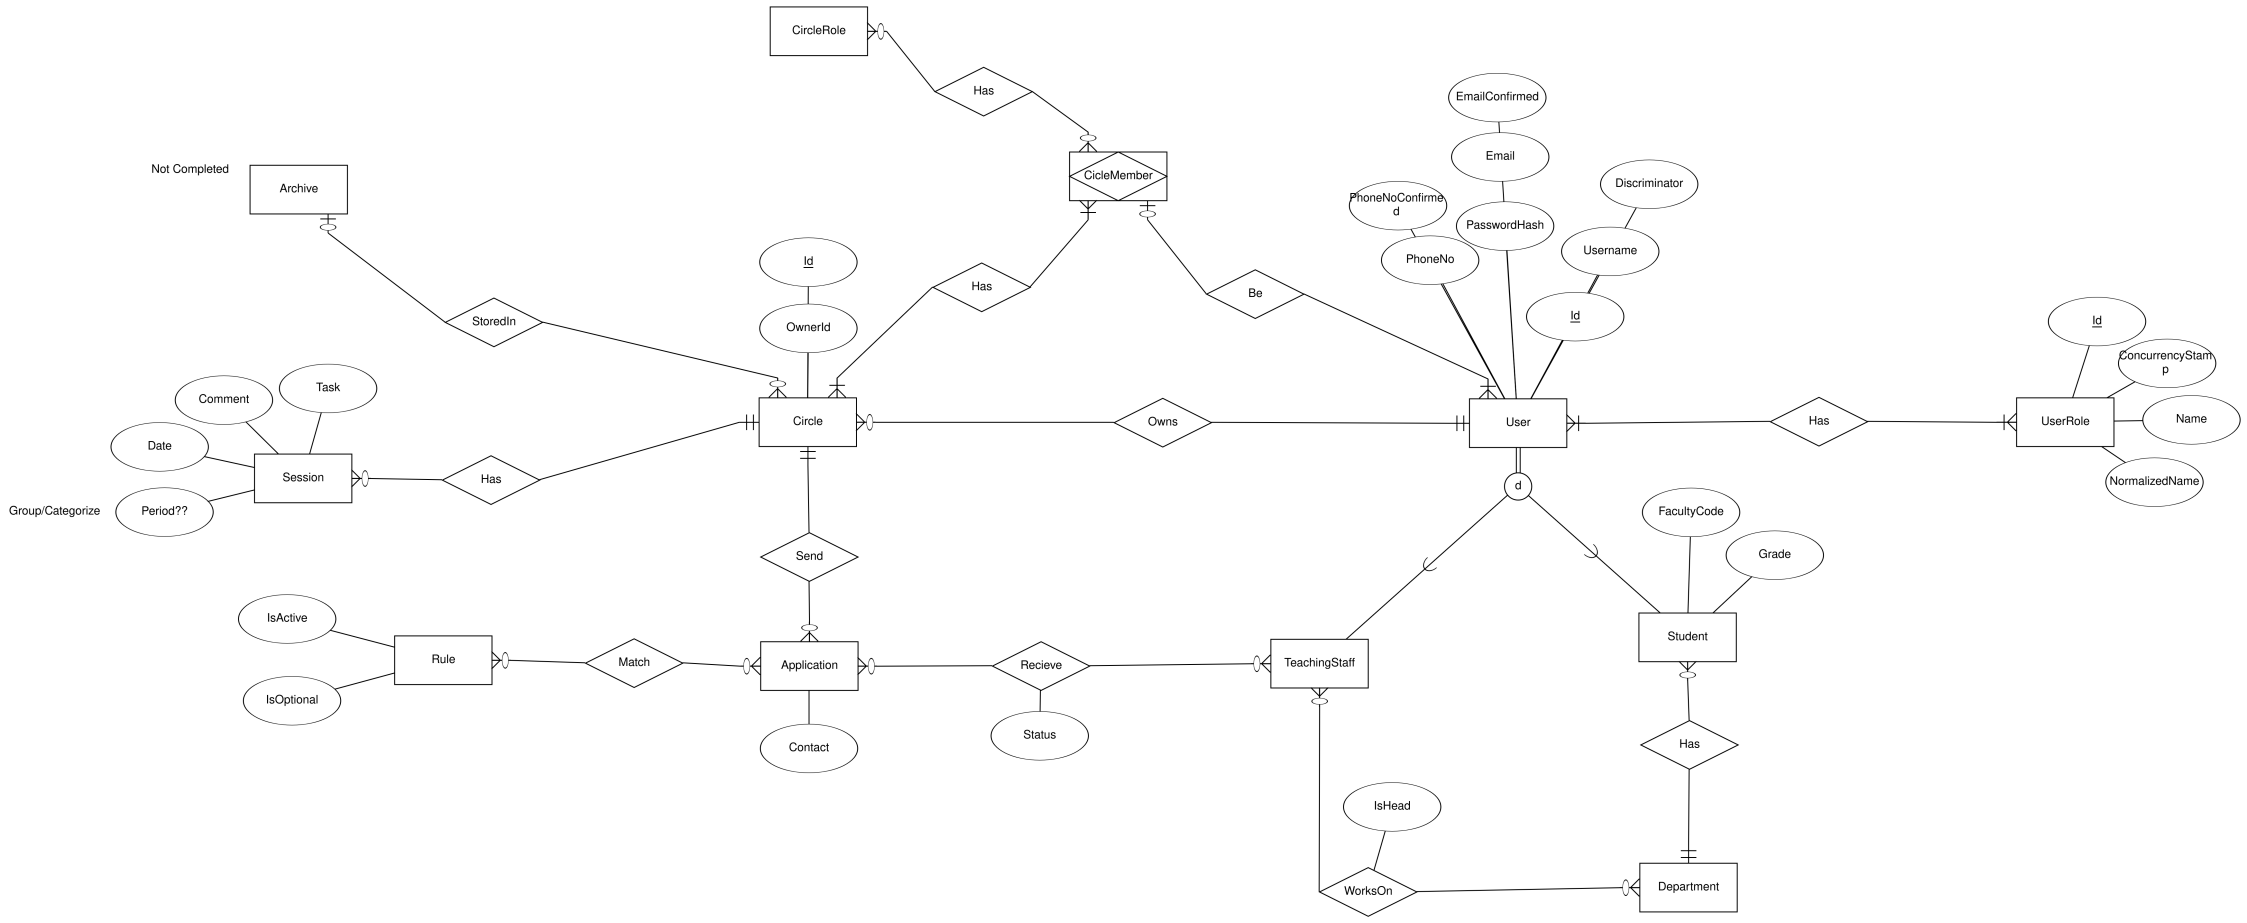 CircleRole
Has
EmailConfirmed
Email
Not Completed
Archive
CicleMember
Discriminator
PhoneNoConfirme
d
PasswordHash
Username
PhoneNo
Id
OwnerId
Has
Be
StoredIn
Id
Id
ConcurrencyStam
p
Name
NormalizedName
Task
Comment
Date
Session
Period??
Group/Categorize
Has
Circle
Owns
User
Has
UserRole
d
FacultyCode
Grade
Send
IsActive
Rule
IsOptional
Match
Application
Recieve
TeachingStaff
Student
Contact
Status
Has
IsHead
WorksOn
Department